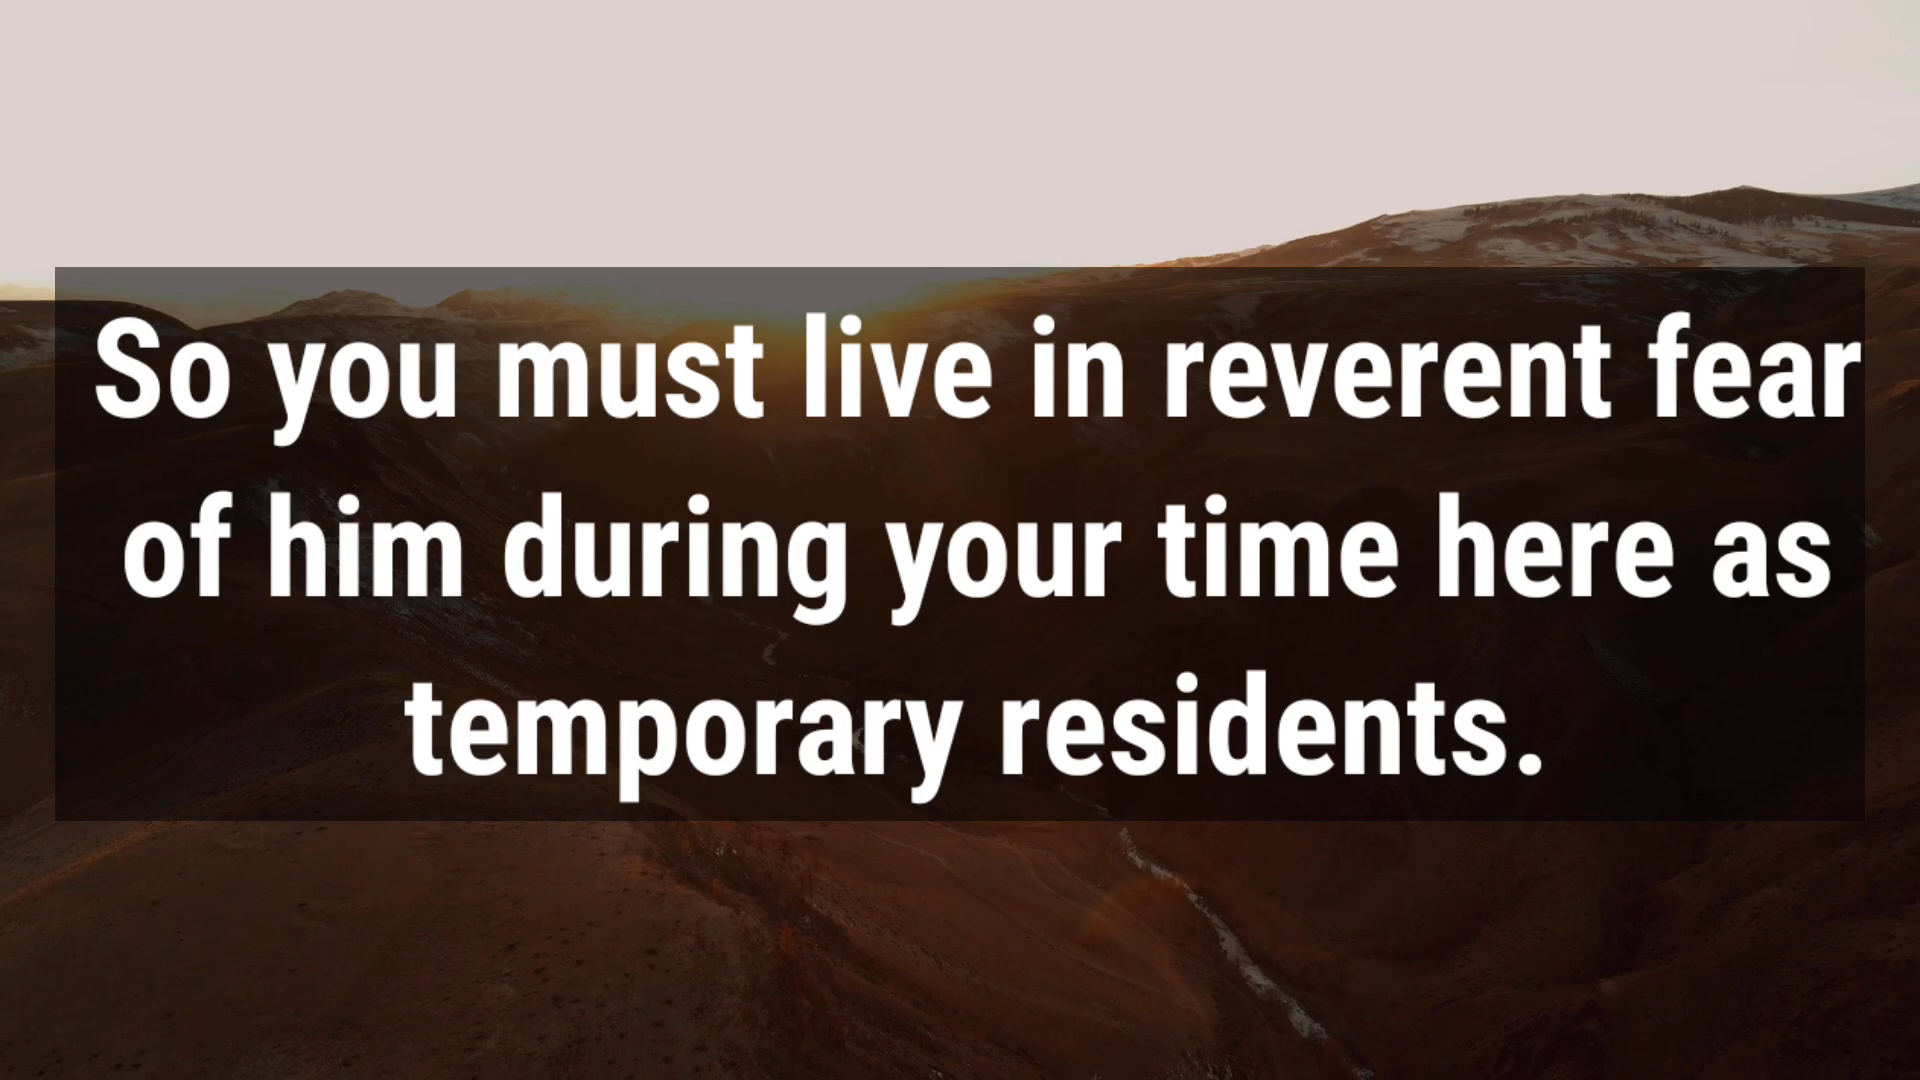 So you must live in reverent fear
of him during your time here as
temporary residents.